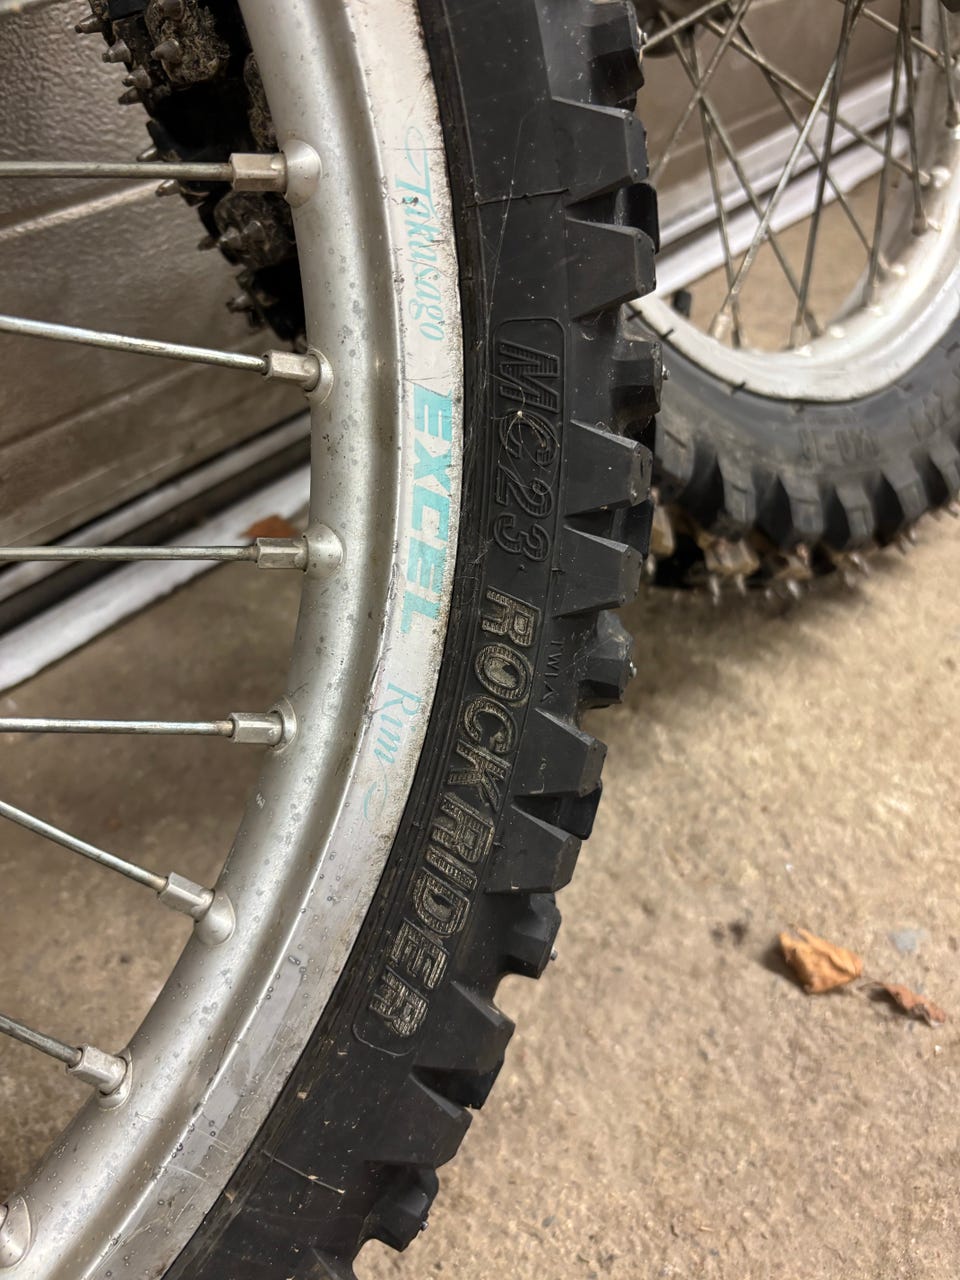 Takasago
EXCEL
Rim
MC23
ROCKRIDER
TWI